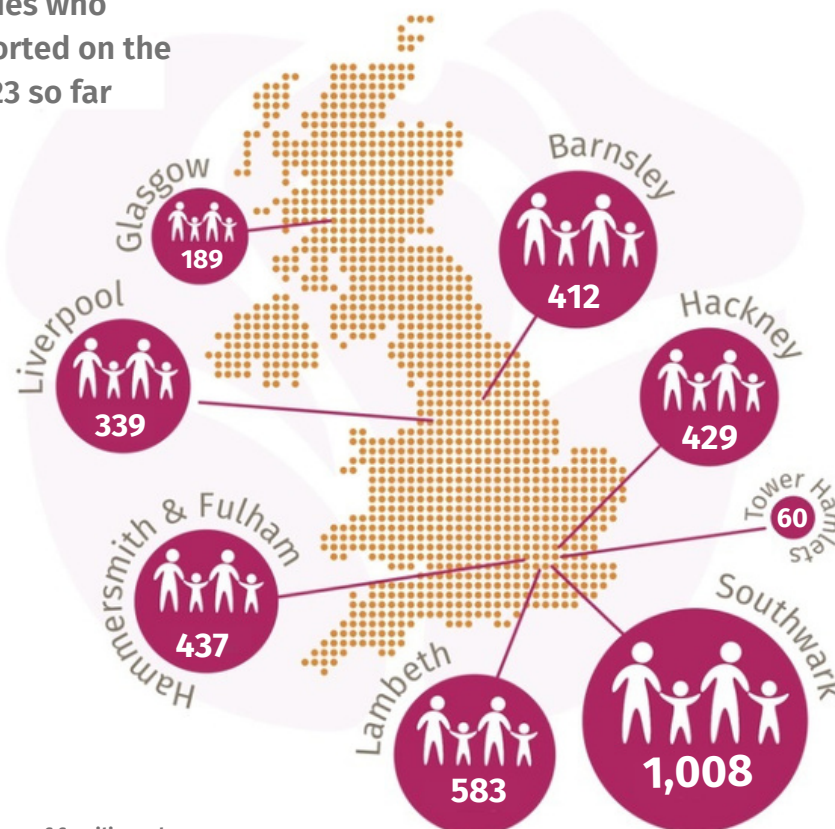 who
on the
23 so far
Glasgow
189
Barnsley
412
Liverpool
339
Hackney
429
Tower Hamlets
60
Hammersmith & Fulham
437
Southwark
1,008
Lambeth
583